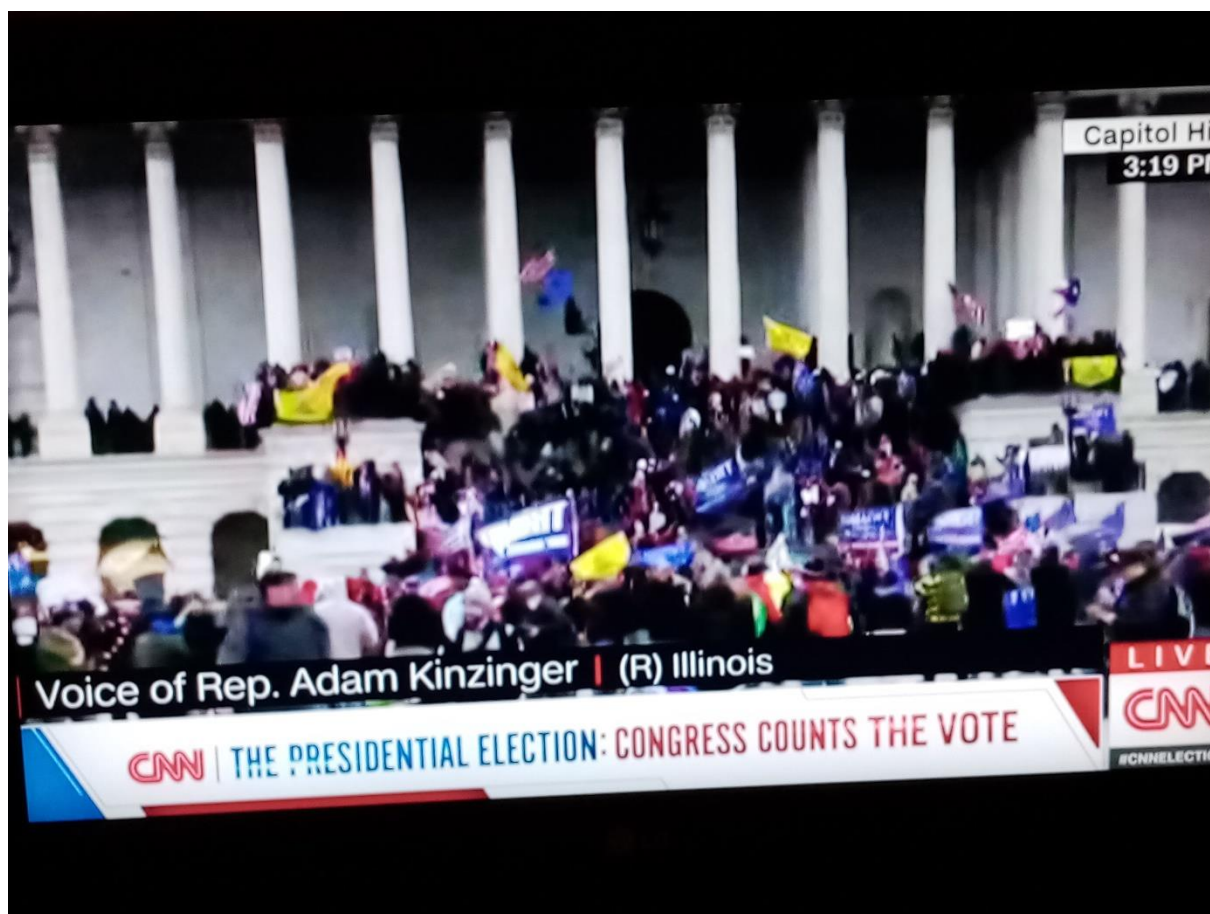 Capitol Hi
3:19 P
Voice of Rep. Adam Kinzinger | (R) Illinois
LIVE
CNN
THE PRESIDENTIAL ELECTION: CONGRESS COUNTS THE VOTE
CNN
#CNNELECTIO